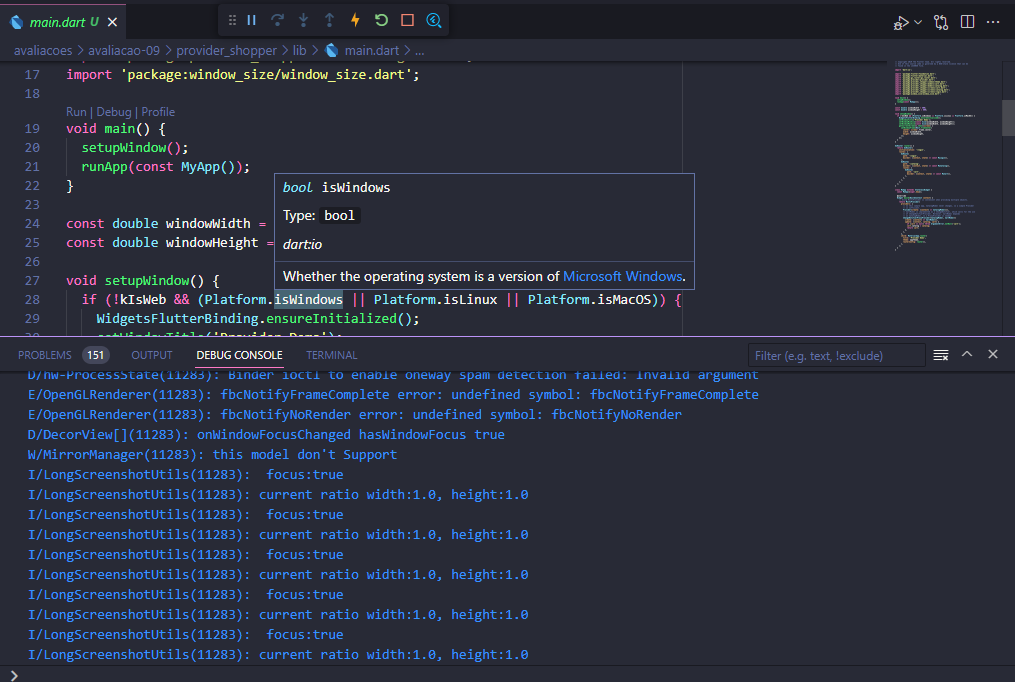 main.dart U
avaliacoes > avaliacao-09 > provider_shopper > lib > main.dart > ...
17 import 'package:window_size/window_size.dart';
18
Run | Debug | Profile
19 void main() {
20 setupWindow();
21 runApp(const MyApp());
22 }
23
24 const double windowWidth =
25 const double windowHeight =
26
bool isWindows
Type: bool
dart:io
Whether the operating system is a version of Microsoft Windows.
27 void setupWindow() {
28 if (!kIsWeb && (Platform.isWindows || Platform.isLinux || Platform.isMacOS)) {
29 WidgetsFlutterBinding.ensureInitialized();
PROBLEMS 151 OUTPUT DEBUG CONSOLE TERMINAL Filter (e.g. text, !exclude)
D/hw-ProcessState(11283): Binder ioctl to enable oneway spam detection failed: Invalid argument
E/OpenGLRenderer(11283): fbcNotifyFrameComplete error: undefined symbol: fbcNotifyFrameComplete
E/OpenGLRenderer(11283): fbcNotifyNoRender error: undefined symbol: fbcNotifyNoRender
D/DecorView[](11283): onWindowFocusChanged hasWindowFocus true
W/MirrorManager(11283): this model don't Support
I/LongScreenshotUtils(11283): focus:true
I/LongScreenshotUtils(11283): current ratio width:1.0, height:1.0
I/LongScreenshotUtils(11283): focus:true
I/LongScreenshotUtils(11283): current ratio width:1.0, height:1.0
I/LongScreenshotUtils(11283): focus:true
I/LongScreenshotUtils(11283): current ratio width:1.0, height:1.0
I/LongScreenshotUtils(11283): focus:true
I/LongScreenshotUtils(11283): current ratio width:1.0, height:1.0
I/LongScreenshotUtils(11283): focus:true
I/LongScreenshotUtils(11283): current ratio width:1.0, height:1.0